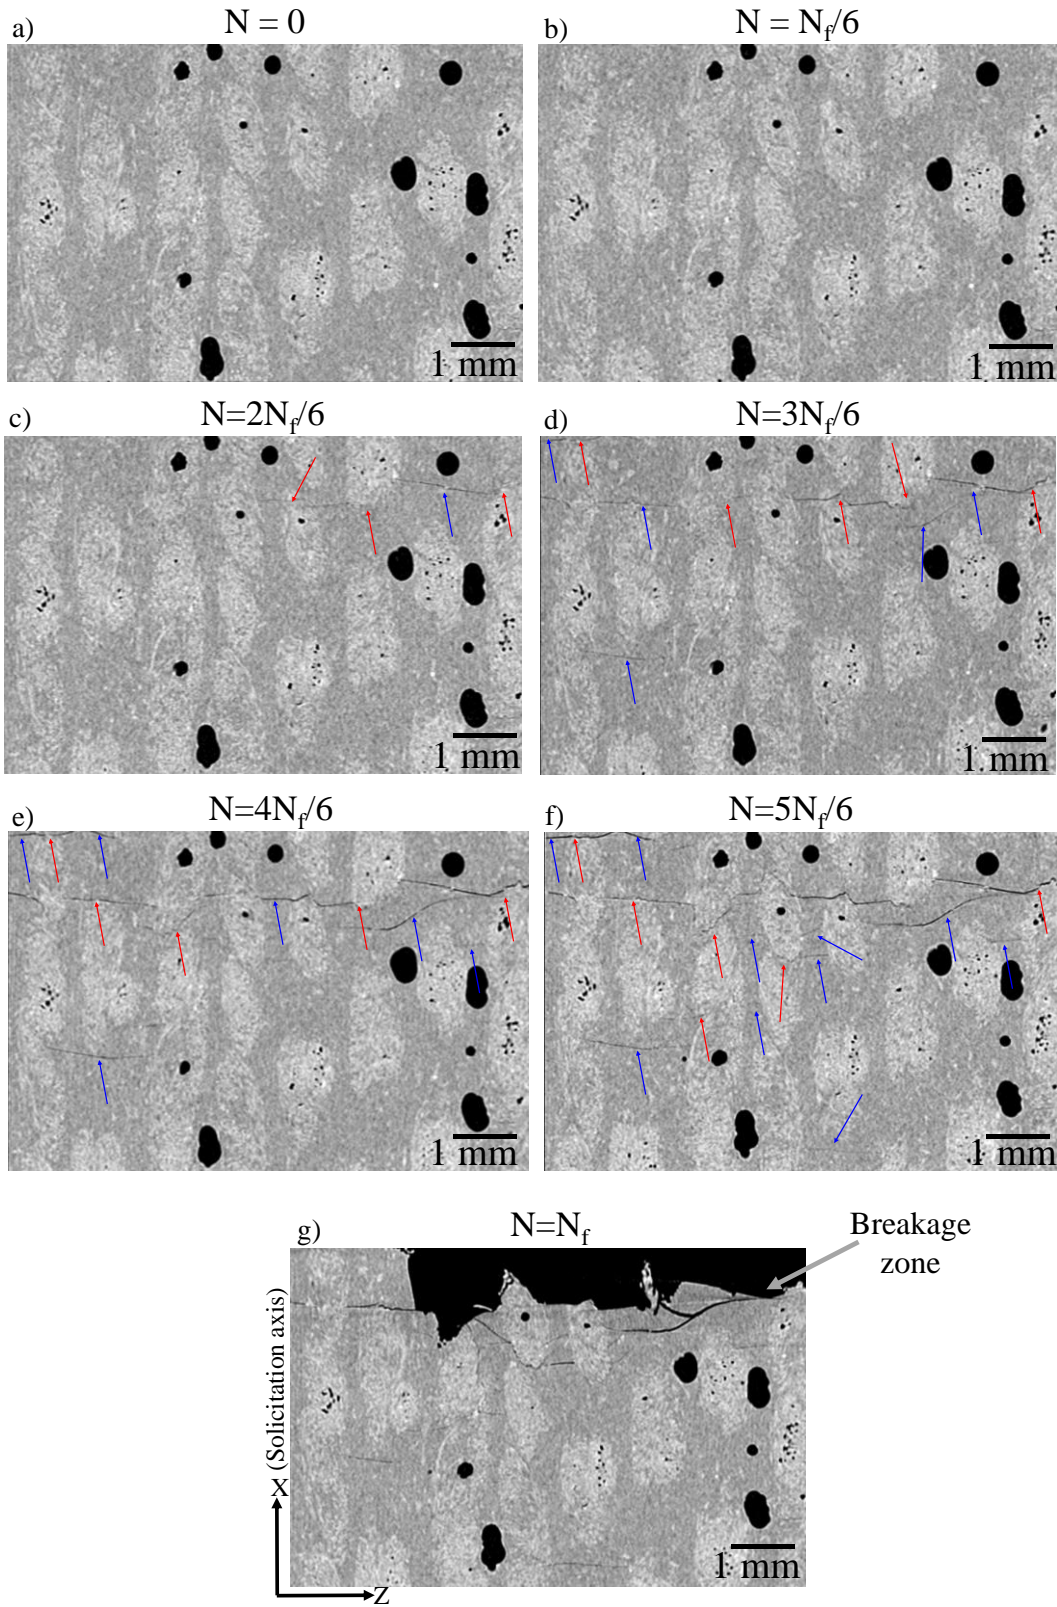 a) N = 0
b) N = N_f/6
1 mm
1 mm
c) N=2N_f/6
d) N=3N_f/6
1 mm
1 mm
e) N=4N_f/6
f) N=5N_f/6
1 mm
1 mm
g) N=N_f
Breakage
zone
X (Solicitation axis)
1 mm
Z